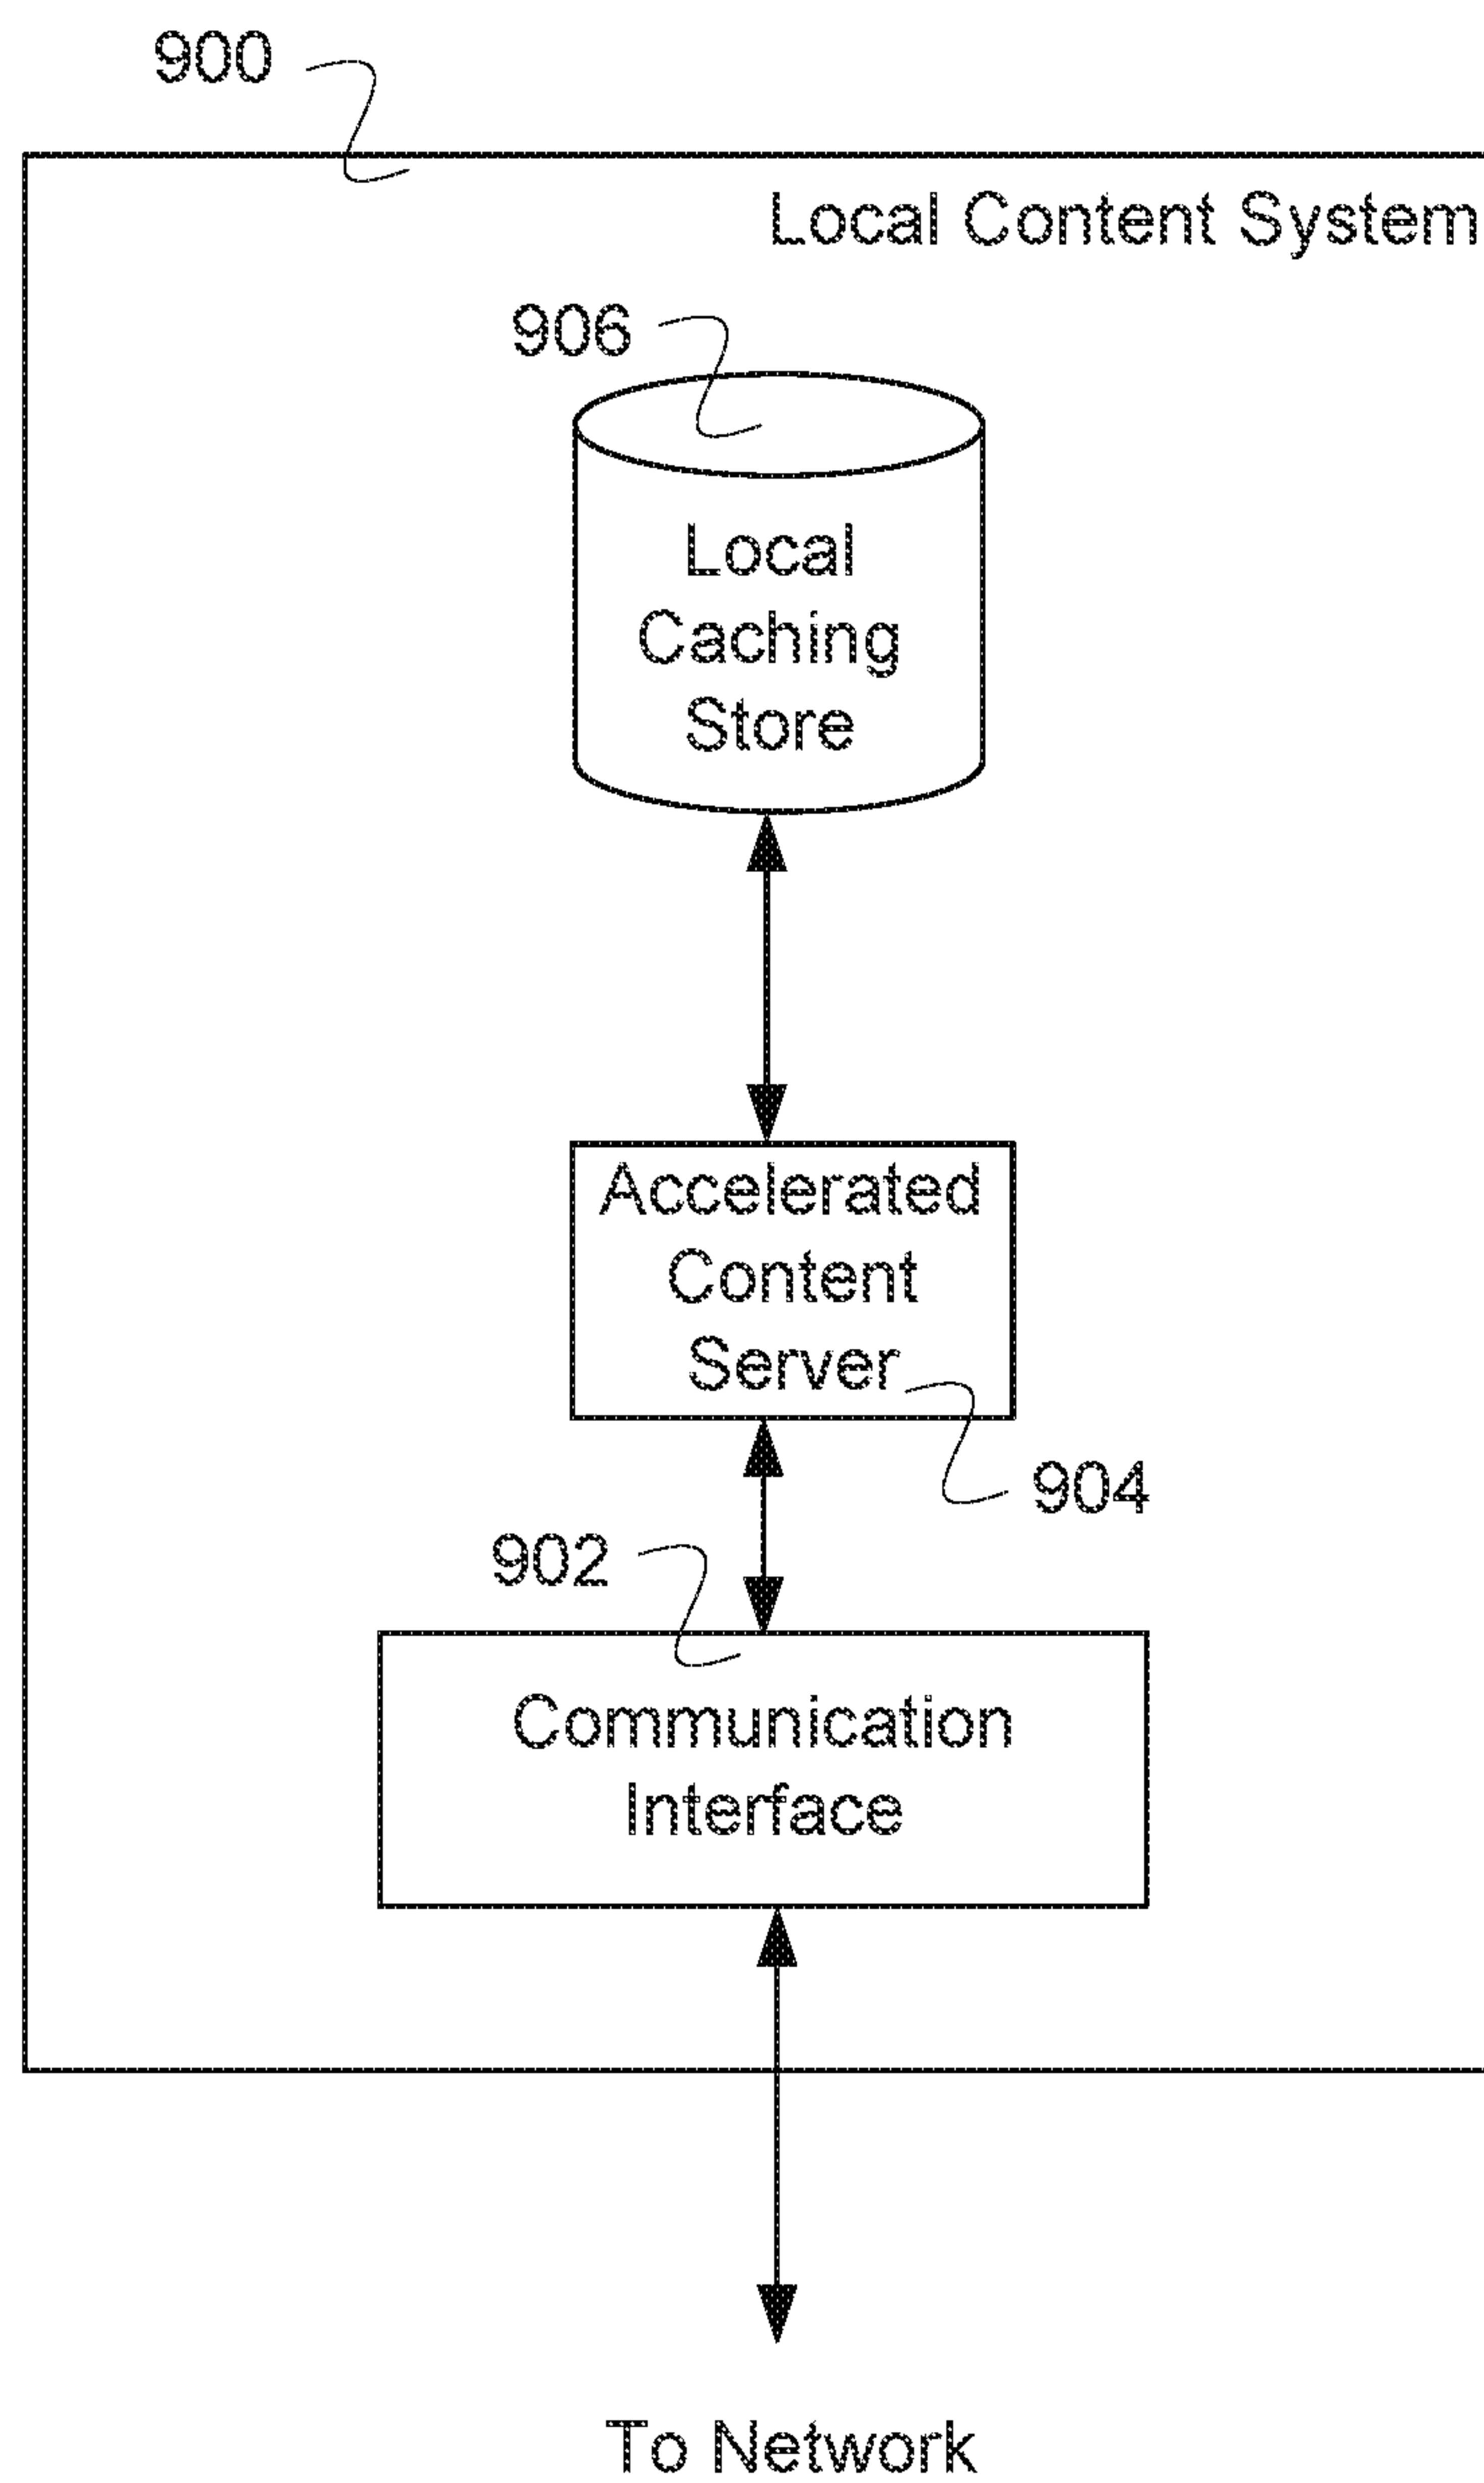 900
Local Content System
906
Local
Caching
Store
Accelerated
Content
Server
904
902
Communication
Interface
To Network